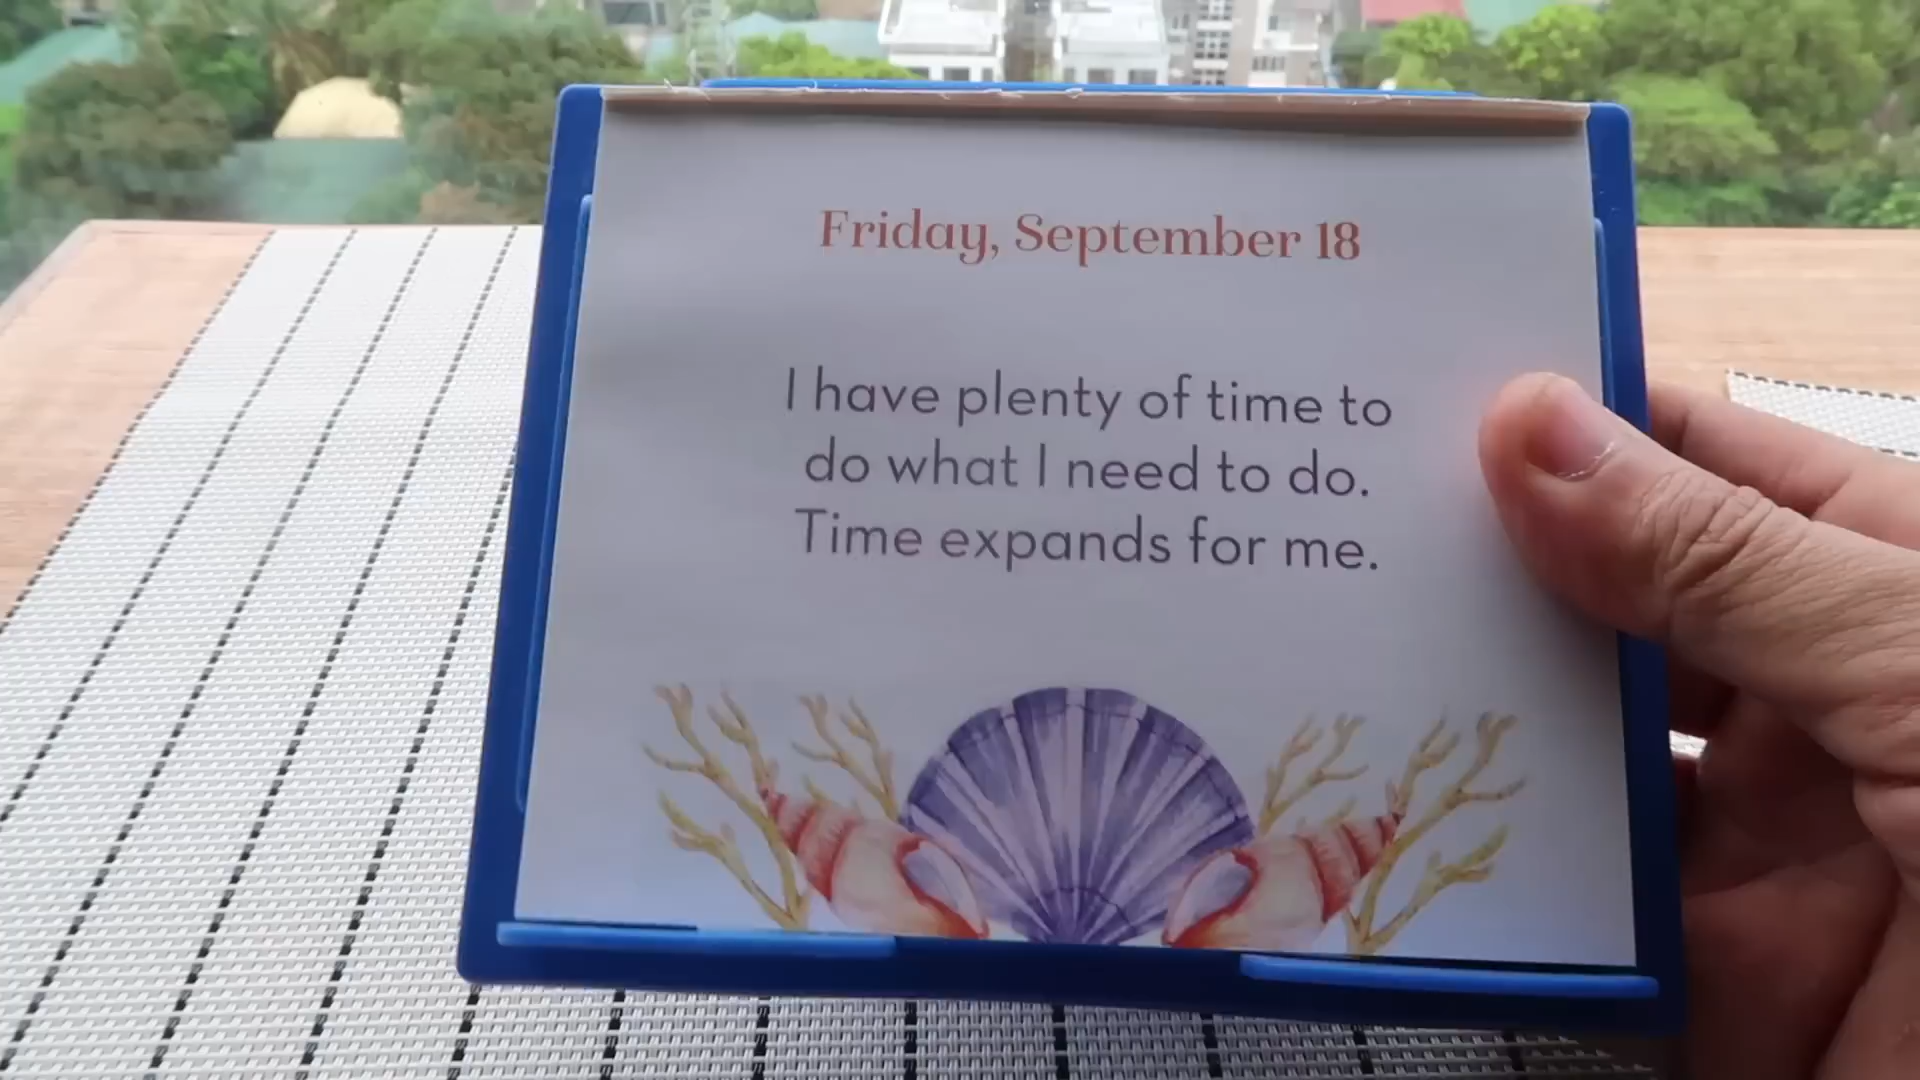 Friday, September 18
I have plenty of time to
do what I need to do.
Time expands for me.